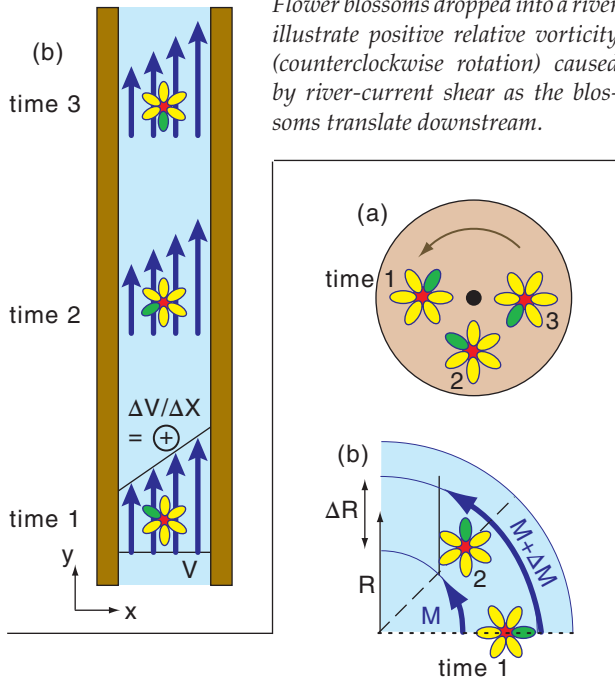 Flower blossoms dropped into a river
illustrate positive relative vorticity
(counterclockwise rotation) caused
by river-current shear as the blos-
soms translate downstream.
(b)
time 3
time 2
ΔV/ΔX
= (+)
time 1
V
y
x
(a)
time 1
2
3
(b)
ΔR
R
M
M+ΔM
2
time 1